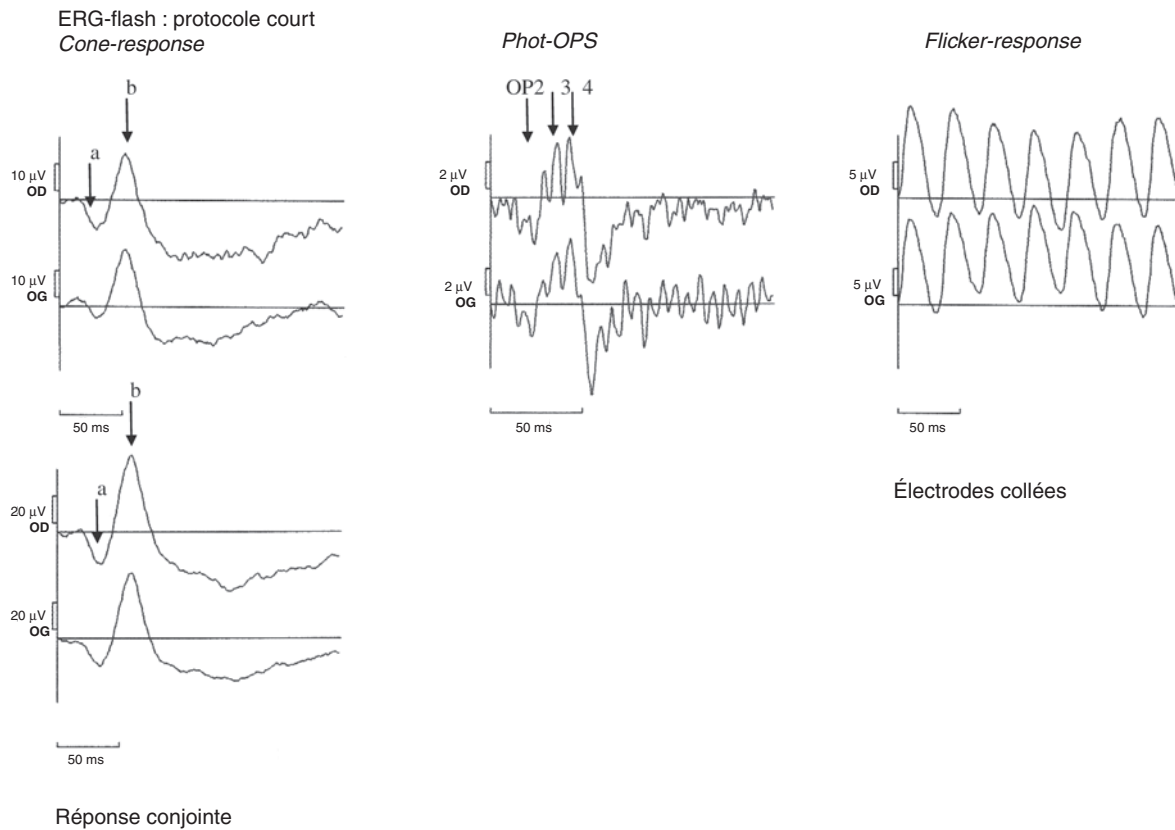 ERG-flash : protocole court
Cone-response
b
a
10 µV
OD
10 µV
OG
50 ms
Phot-OPS
OP2 3 4
2 µV
OD
2 µV
OG
50 ms
Flicker-response
5 µV
OD
5 µV
OG
50 ms
b
a
20 µV
OD
20 µV
OG
50 ms
Électrodes collées
Réponse conjointe